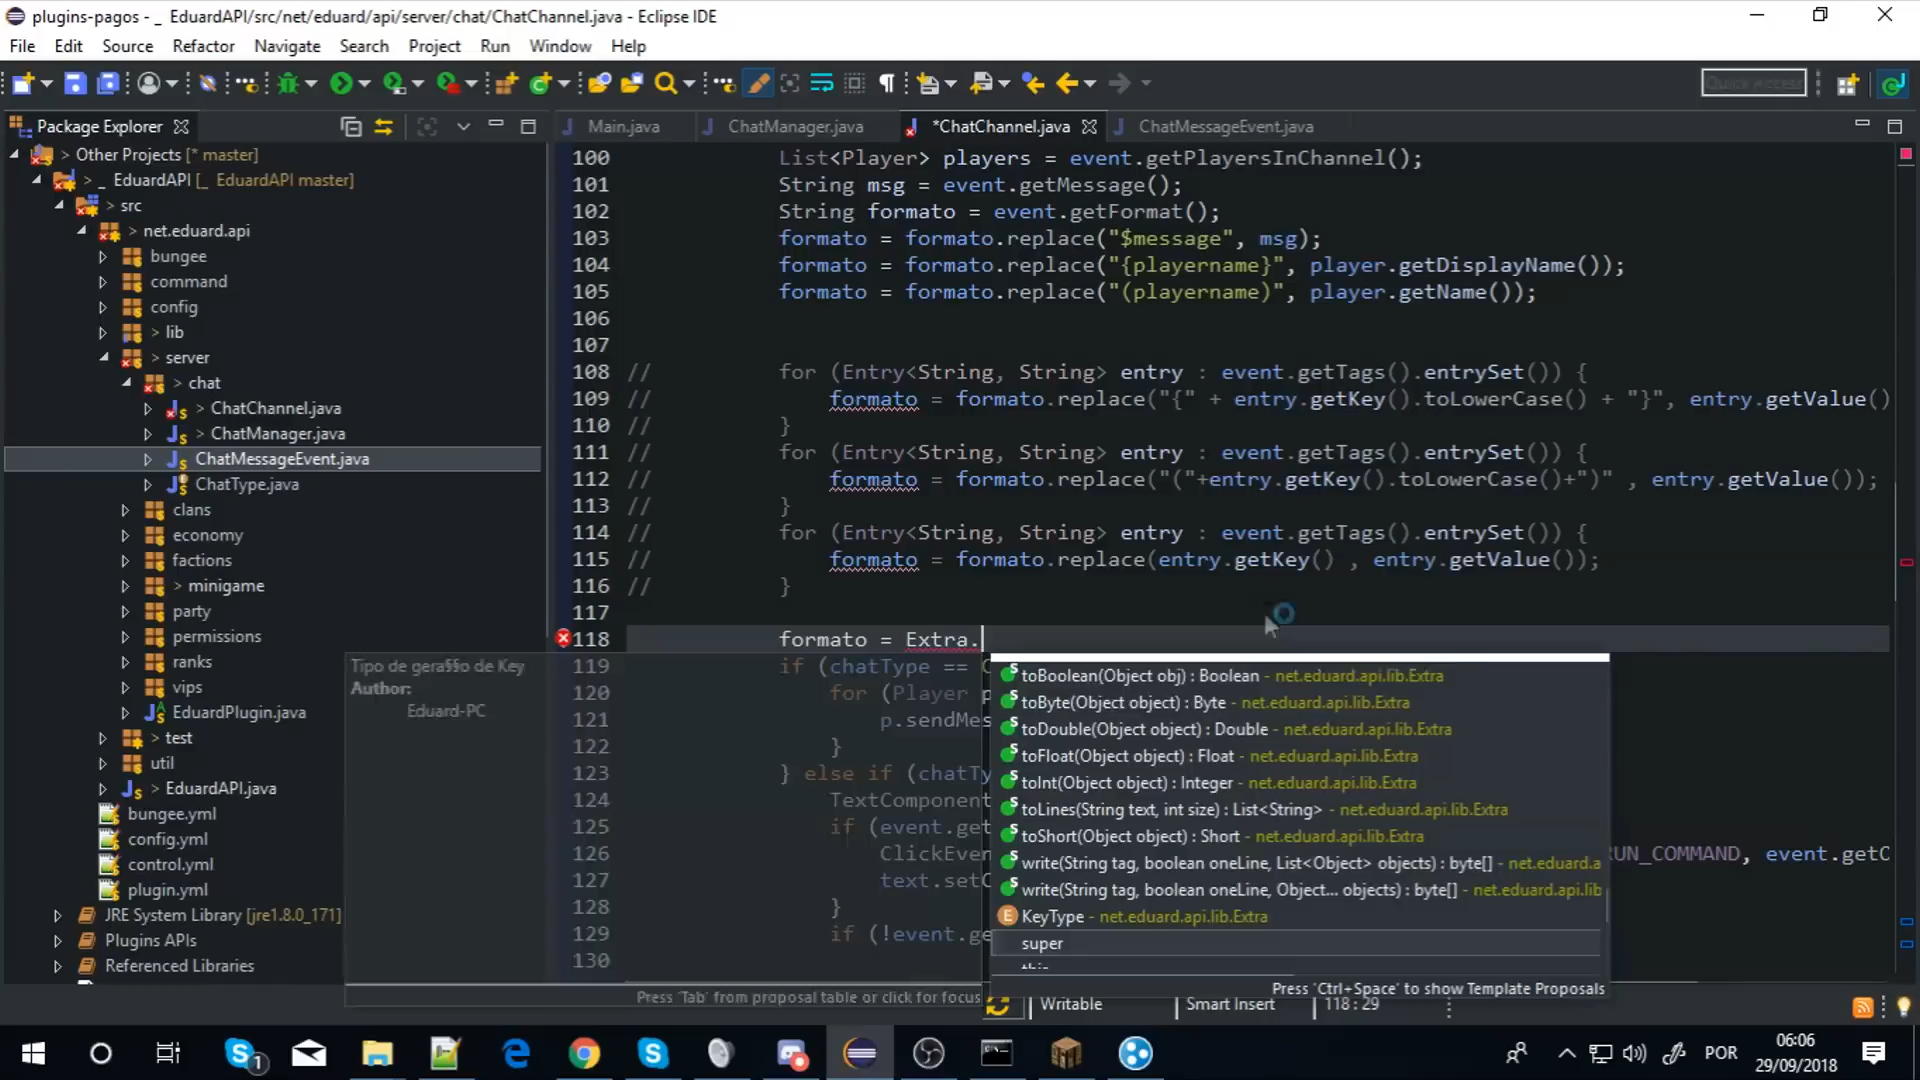 plugins-pagos - _ EduardAPI/src/net/eduard/api/server/chat/ChatChannel.java - Eclipse IDE
File Edit Source Refactor Navigate Search Project Run Window Help
Quick Access
Package Explorer
Main.java
ChatManager.java
*ChatChannel.java
ChatMessageEvent.java
> Other Projects [* master]
> _ EduardAPI [_ EduardAPI master]
> src
> net.eduard.api
bungee
command
config
> lib
> server
> chat
> ChatChannel.java
> ChatManager.java
ChatMessageEvent.java
ChatType.java
clans
economy
factions
> minigame
party
permissions
ranks
vips
EduardPlugin.java
> test
util
> EduardAPI.java
bungee.yml
config.yml
control.yml
plugin.yml
JRE System Library [jre1.8.0_171]
Plugins APIs
Referenced Libraries
100 List<Player> players = event.getPlayersInChannel();
101 String msg = event.getMessage();
102 String formato = event.getFormat();
103 formato = formato.replace("$message", msg);
104 formato = formato.replace("{playername}", player.getDisplayName());
105 formato = formato.replace("(playername)", player.getName());
106
107
108 // for (Entry<String, String> entry : event.getTags().entrySet()) {
109 // formato = formato.replace("{" + entry.getKey().toLowerCase() + "}", entry.getValue()
110 // }
111 // for (Entry<String, String> entry : event.getTags().entrySet()) {
112 // formato = formato.replace("("+entry.getKey().toLowerCase()+")" , entry.getValue());
113 // }
114 // for (Entry<String, String> entry : event.getTags().entrySet()) {
115 // formato = formato.replace(entry.getKey() , entry.getValue());
116 // }
117
118 formato = Extra.
119 if (chatType ==
120 for (Player
121 p.sendMes
122 }
123 } else if (chatTy
124 TextComponent
125 if (event.get
126 ClickEven RUN_COMMAND, event.getC
127 text.setC
128 }
129 if (!event.ge
130
Tipo de gera§§o de Key
Author:
Eduard-PC
Press 'Tab' from proposal table or click for focus
toBoolean(Object obj) : Boolean - net.eduard.api.lib.Extra
toByte(Object object) : Byte - net.eduard.api.lib.Extra
toDouble(Object object) : Double - net.eduard.api.lib.Extra
toFloat(Object object) : Float - net.eduard.api.lib.Extra
toInt(Object object) : Integer - net.eduard.api.lib.Extra
toLines(String text, int size) : List<String> - net.eduard.api.lib.Extra
toShort(Object object) : Short - net.eduard.api.lib.Extra
write(String tag, boolean oneLine, List<Object> objects) : byte[] - net.eduard.a
write(String tag, boolean oneLine, Object... objects) : byte[] - net.eduard.api.lib
KeyType - net.eduard.api.lib.Extra
super
Press 'Ctrl+Space' to show Template Proposals
Writable
Smart Insert
118 : 29
1
POR
06:06
29/09/2018